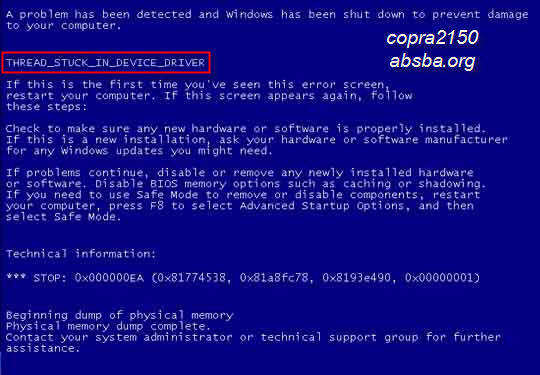 A problem has been detected and Windows has been shut down to prevent damage
to your computer.
copra2150
absba.org
THREAD_STUCK_IN_DEVICE_DRIVER
If this is the first time you've seen this error screen,
restart your computer. If this screen appears again, follow
these steps:
Check to make sure any new hardware or software is properly installed.
If this is a new installation, ask your hardware or software manufacturer
for any Windows updates you might need.
If problems continue, disable or remove any newly installed hardware
or software. Disable BIOS memory options such as caching or shadowing.
If you need to use Safe Mode to remove or disable components, restart
your computer, press F8 to select Advanced Startup Options, and then
select Safe Mode.
Technical information:
*** STOP: 0x000000EA (0x81774538, 0x81a8fc78, 0x8193e490, 0x00000001)
Beginning dump of physical memory
Physical memory dump complete.
Contact your system administrator or technical support group for further
assistance.